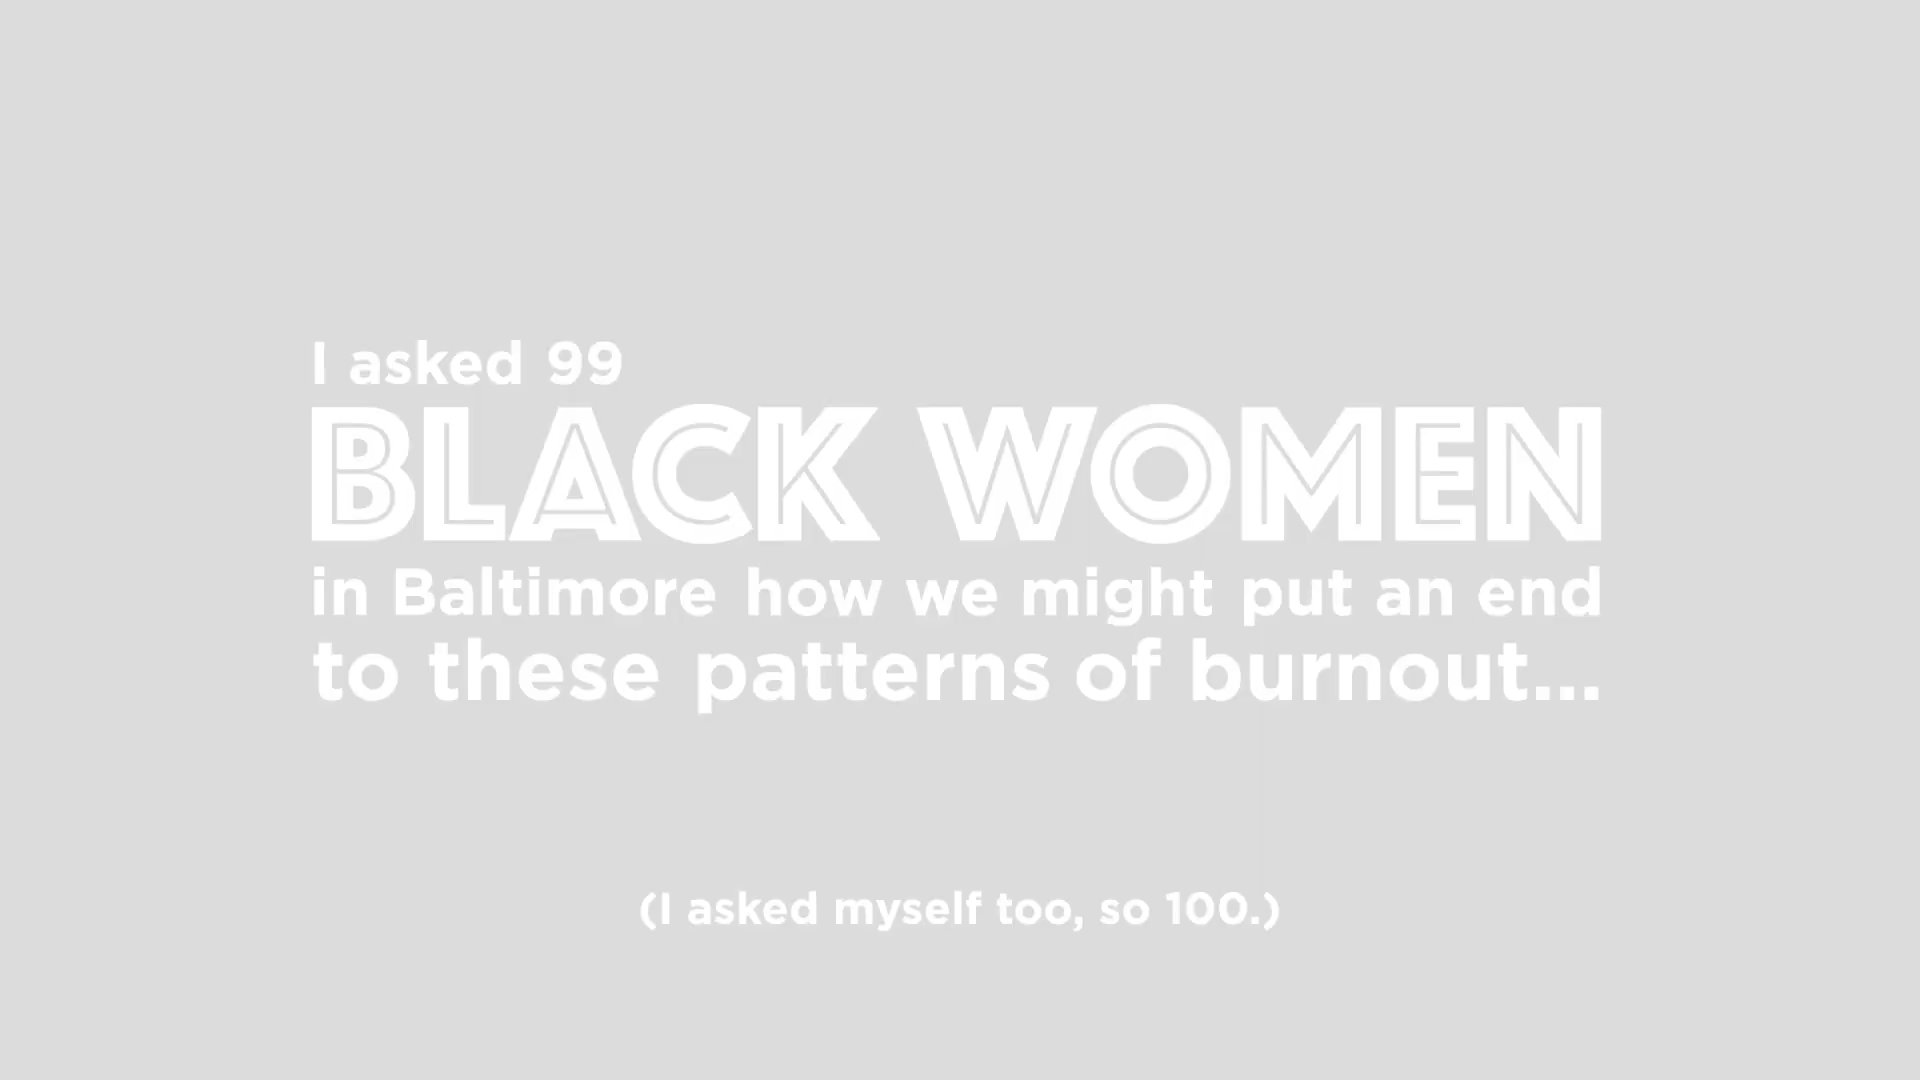 I asked 99
BLACK WOMEN
in Baltimore how we might put an end
to these patterns of burnout...
(I asked myself too, so 100.)